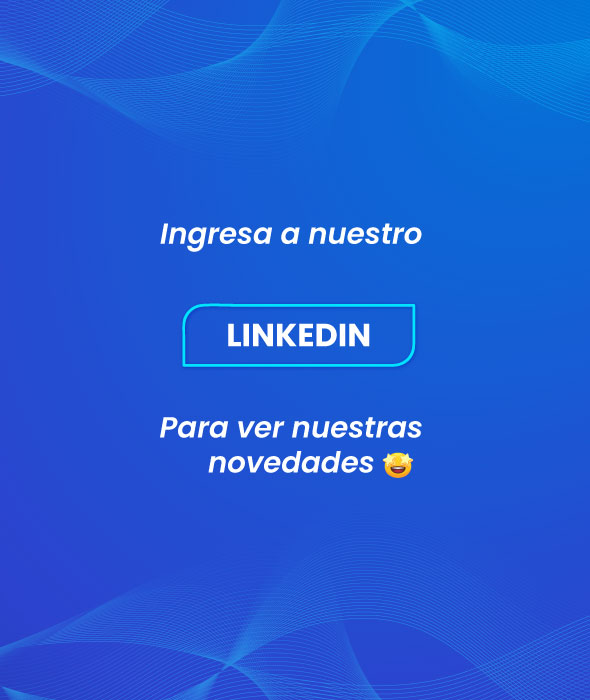 Ingresa a nuestro
LINKEDIN
Para ver nuestras
novedades 🤩